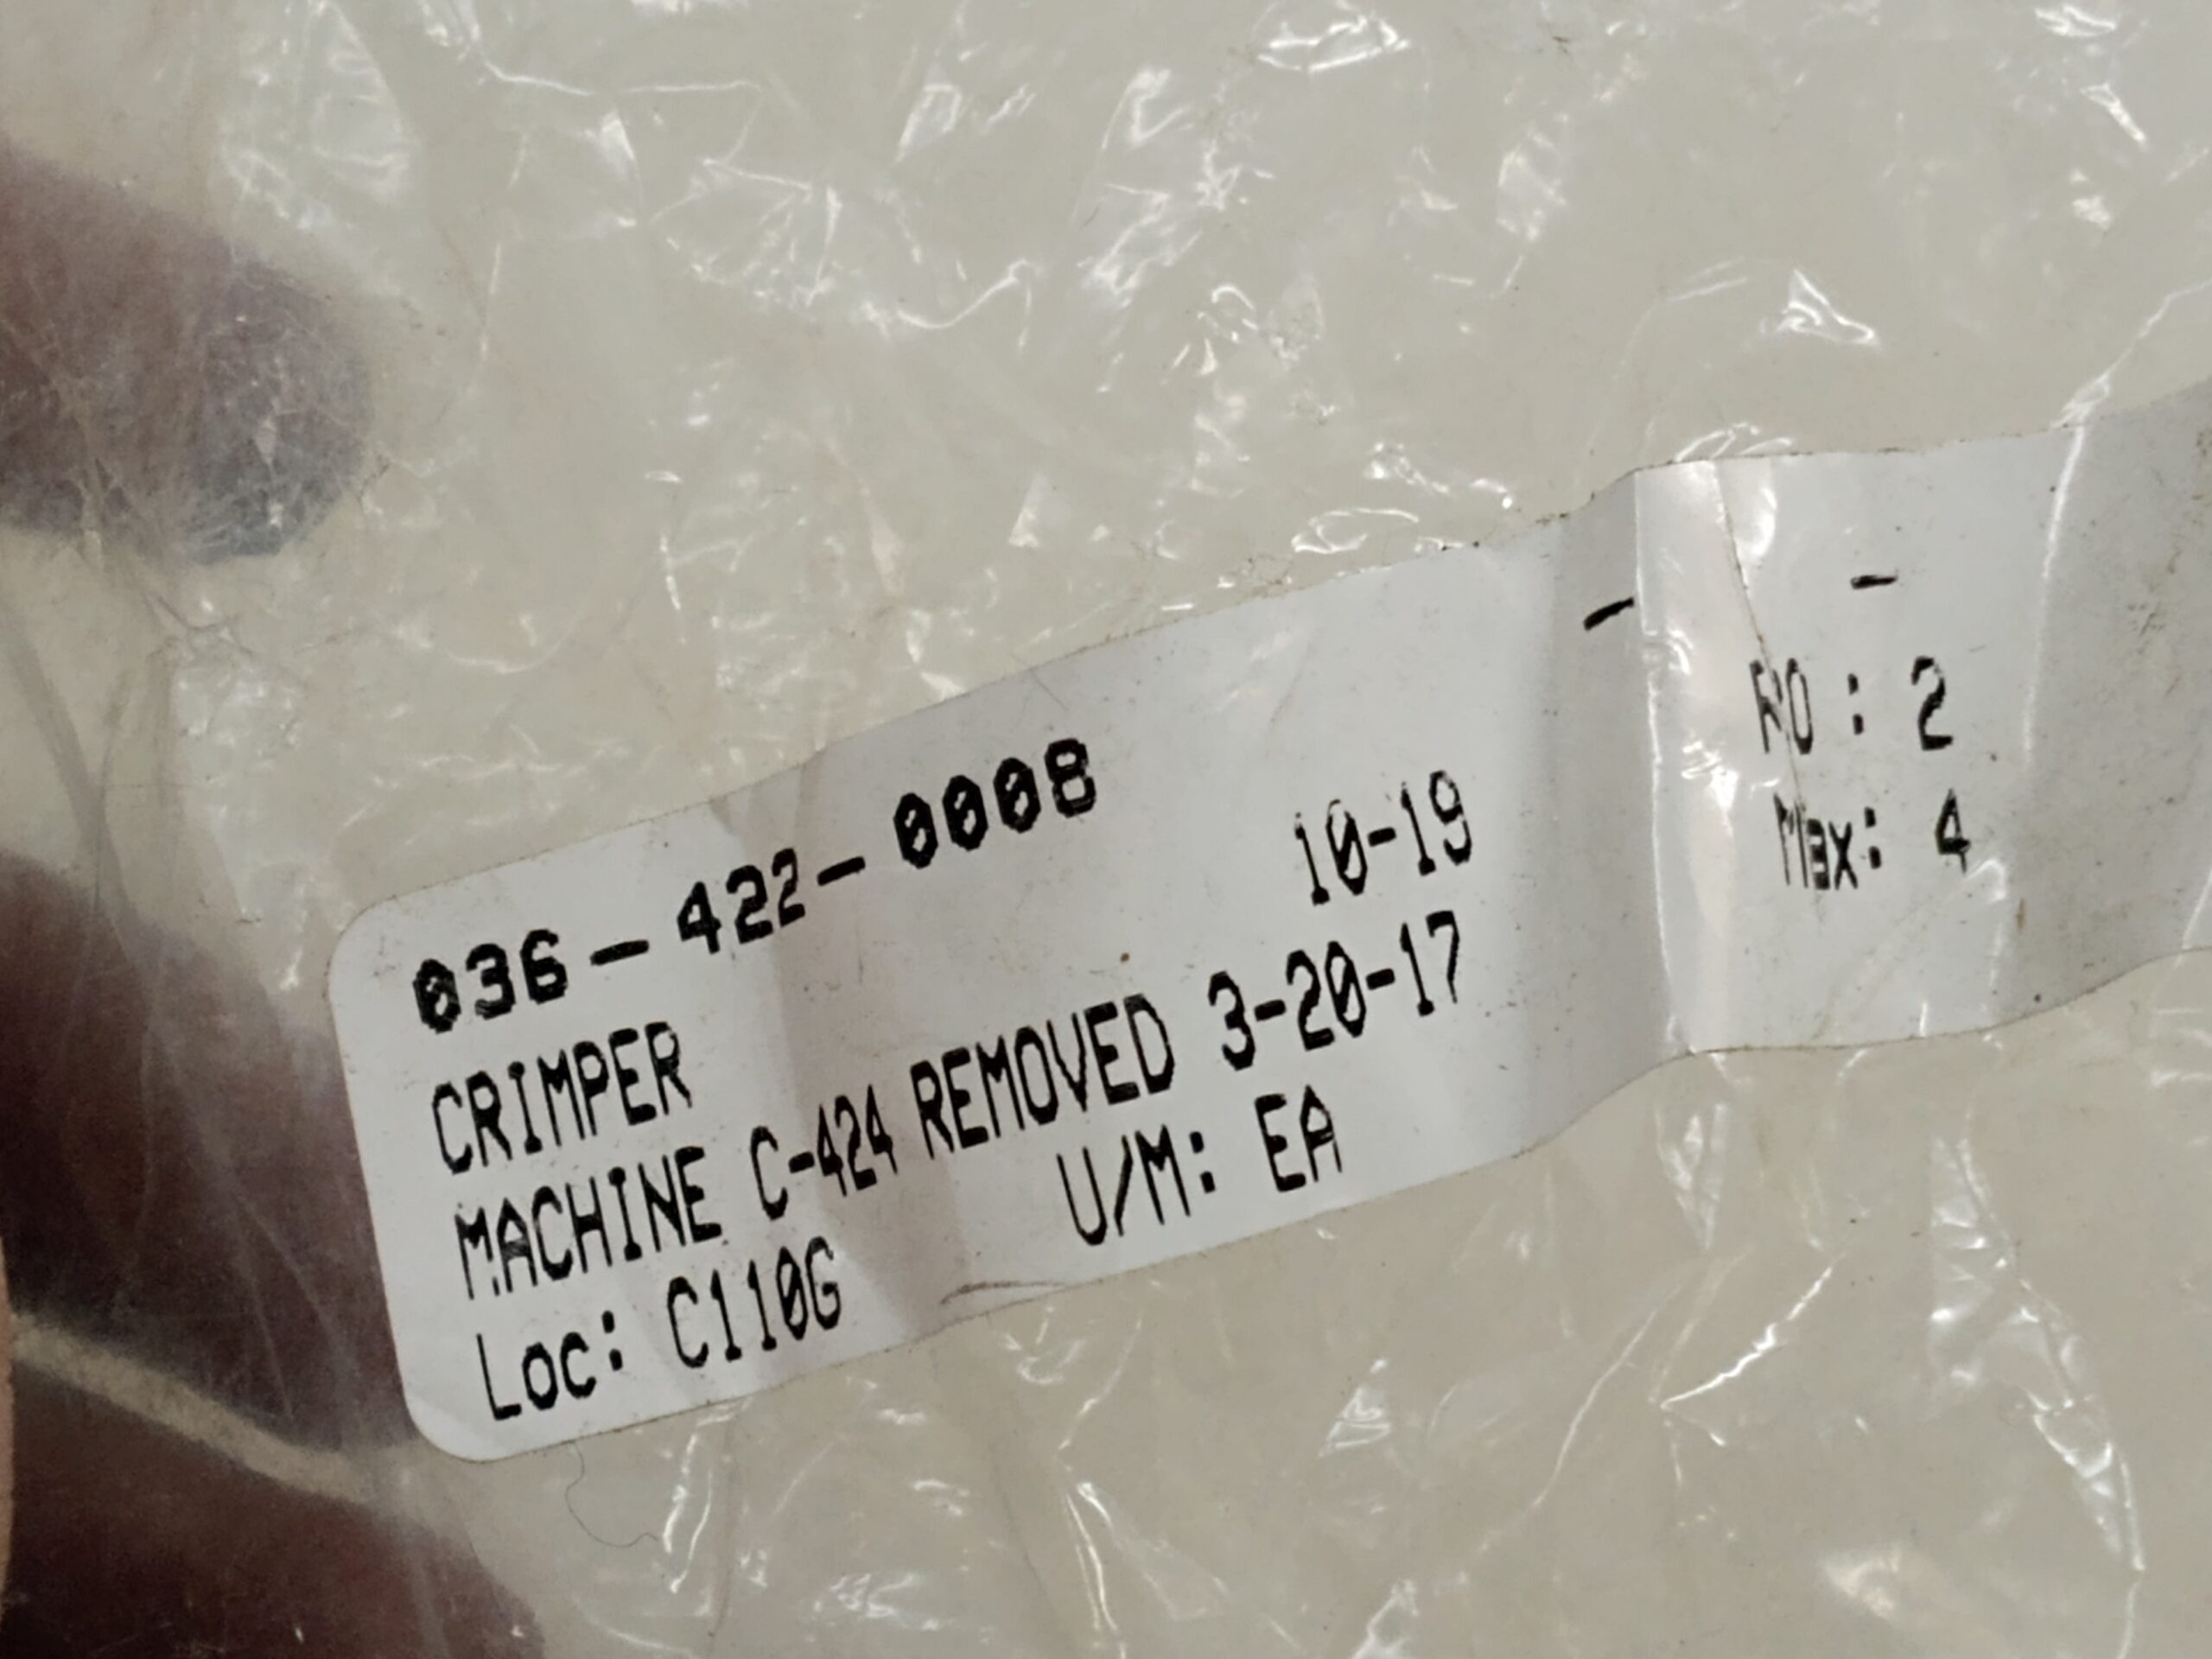 - -
036-422-0008 RO : 2
CRIMPER 10-19 Max: 4
MACHINE C-424 REMOVED 3-20-17
Loc: C110G U/M: EA